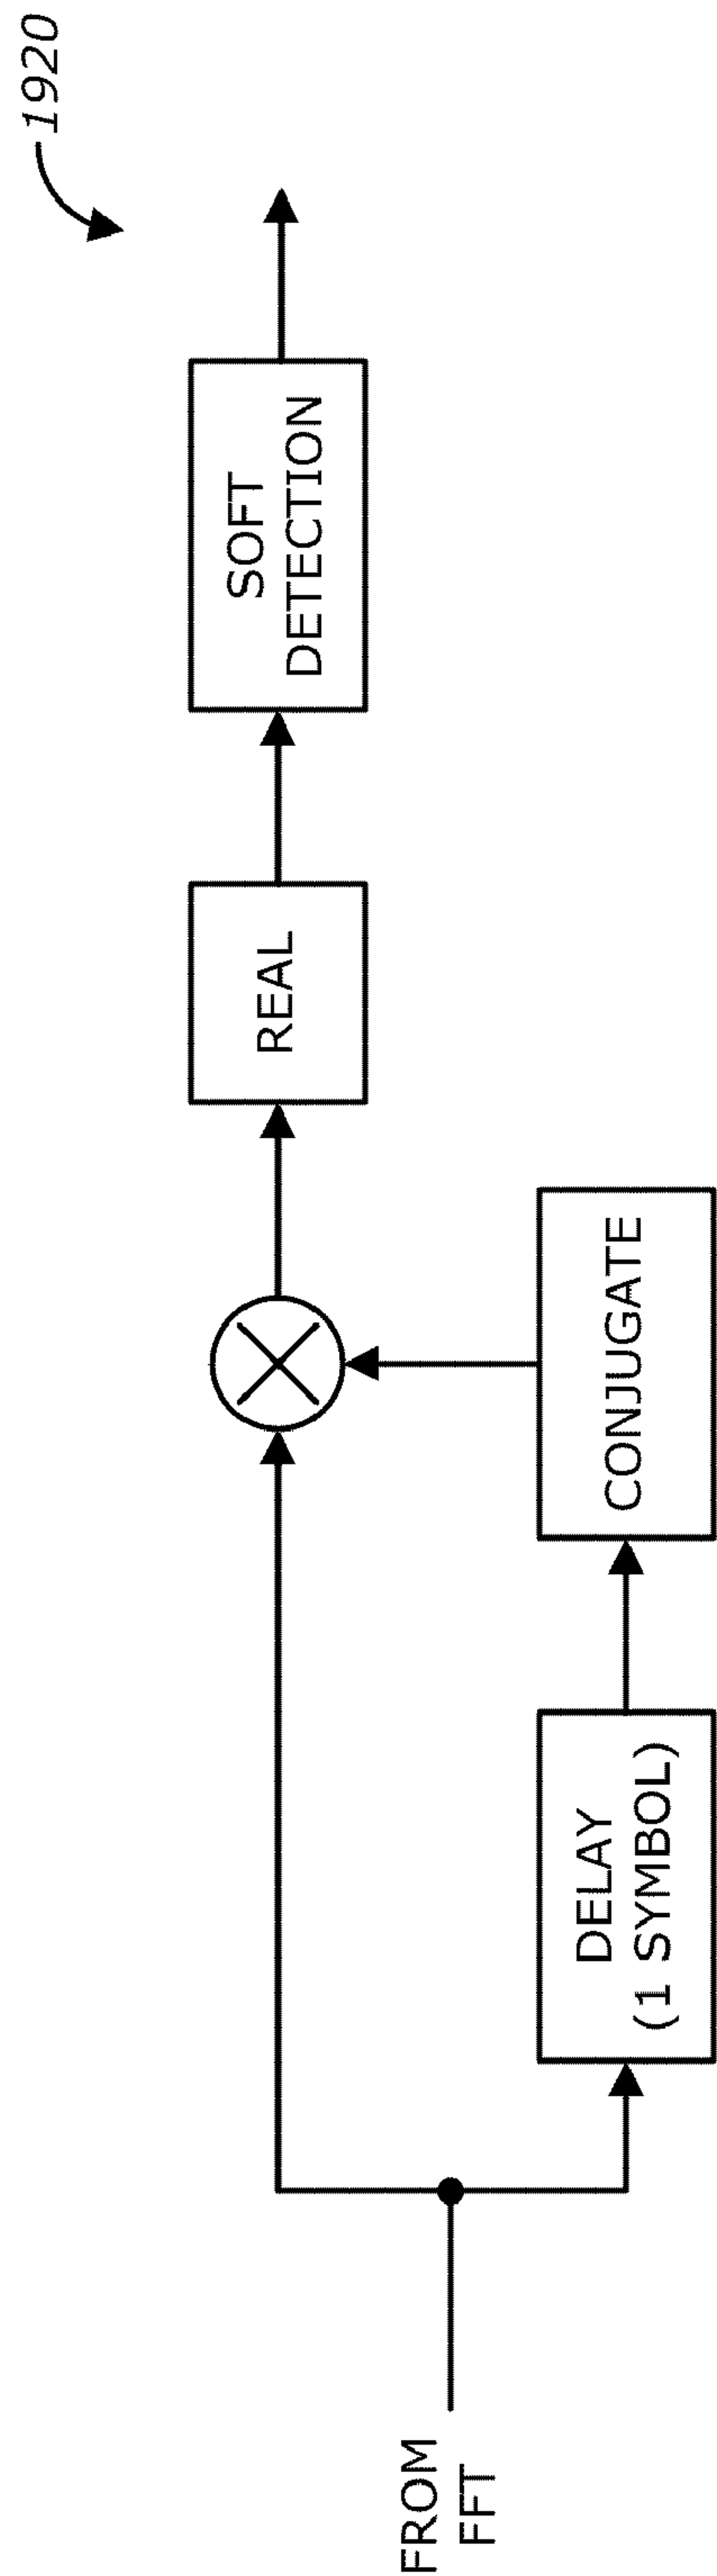 1920
FROM
FFT
DELAY
(1 SYMBOL)
CONJUGATE
REAL
SOFT
DETECTION